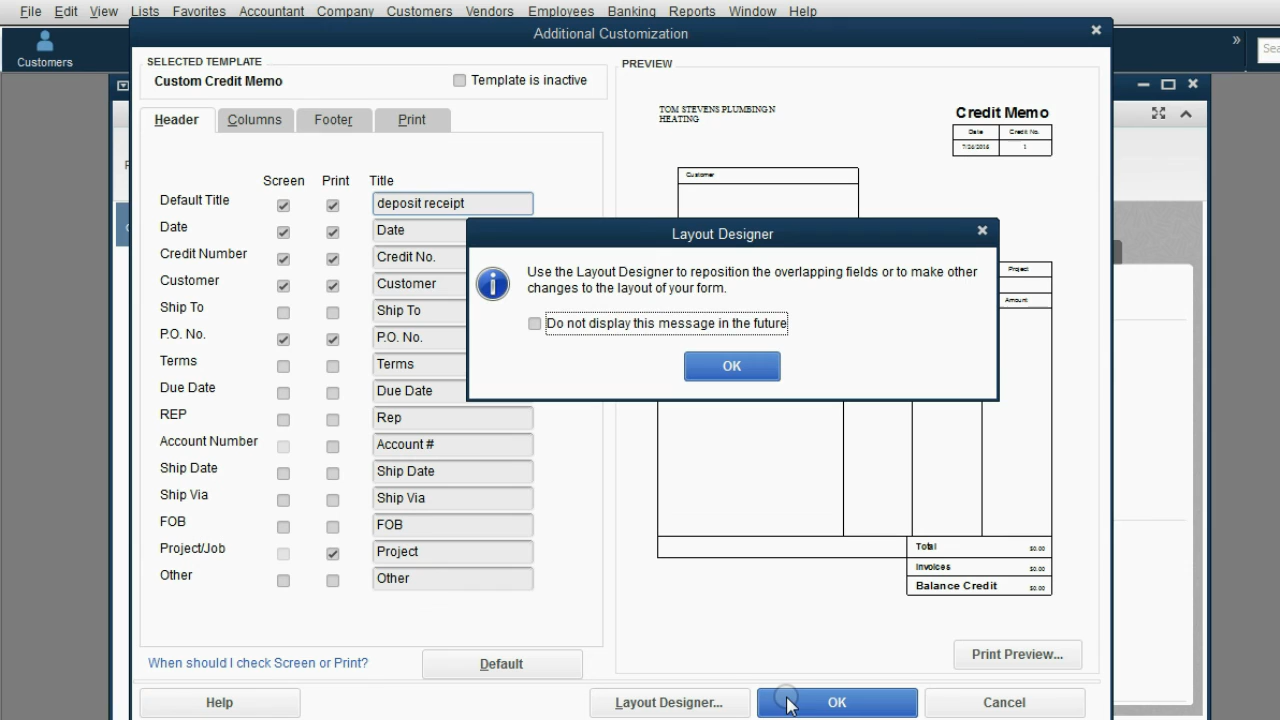 File Edit View Lists Favorites Accountant Company Customers Vendors Employees Banking Reports Window Help
Customers
»
Sea
Additional Customization
SELECTED TEMPLATE
Custom Credit Memo
Template is inactive
Header
Columns
Footer
Print
Screen Print Title
Default Title deposit receipt
Date Date
Credit Number Credit No.
Customer Customer
Ship To Ship To
P.O. No. P.O. No.
Terms Terms
Due Date Due Date
REP Rep
Account Number Account #
Ship Date Ship Date
Ship Via Ship Via
FOB FOB
Project/Job Project
Other Other
When should I check Screen or Print?
Default
PREVIEW
TOM STEVENS PLUMBING N
HEATING
Credit Memo
Date Credit No.
7/26/2016 1
Customer
Project
Amount
Total $0.00
Invoices $0.00
Balance Credit $0.00
Print Preview...
Layout Designer
Use the Layout Designer to reposition the overlapping fields or to make other
changes to the layout of your form.
Do not display this message in the future
OK
Help
Layout Designer...
OK
Cancel